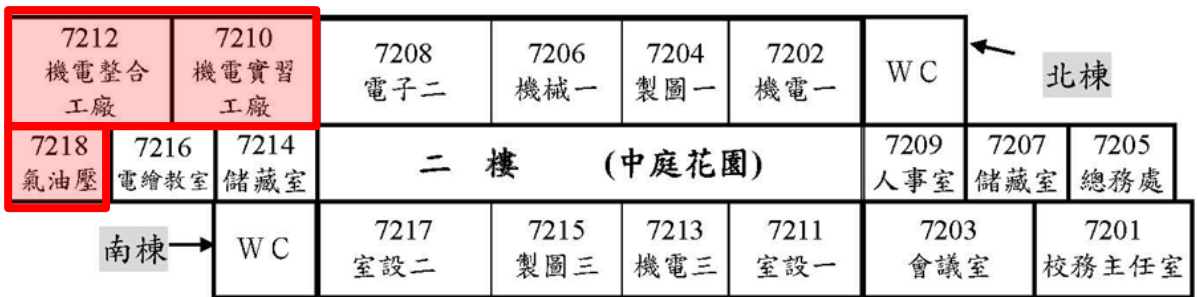 7212
機電整合
工廠
7210
機電實習
工廠
7208
電子二
7206
機械一
7204
製圖一
7202
機電一
WC
北棟
7218
氣油壓
7216
電繪教室
7214
儲藏室
二 樓 (中庭花園)
7209
人事室
7207
儲藏室
7205
總務處
南棟
WC
7217
室設二
7215
製圖三
7213
機電三
7211
室設一
7203
會議室
7201
校務主任室